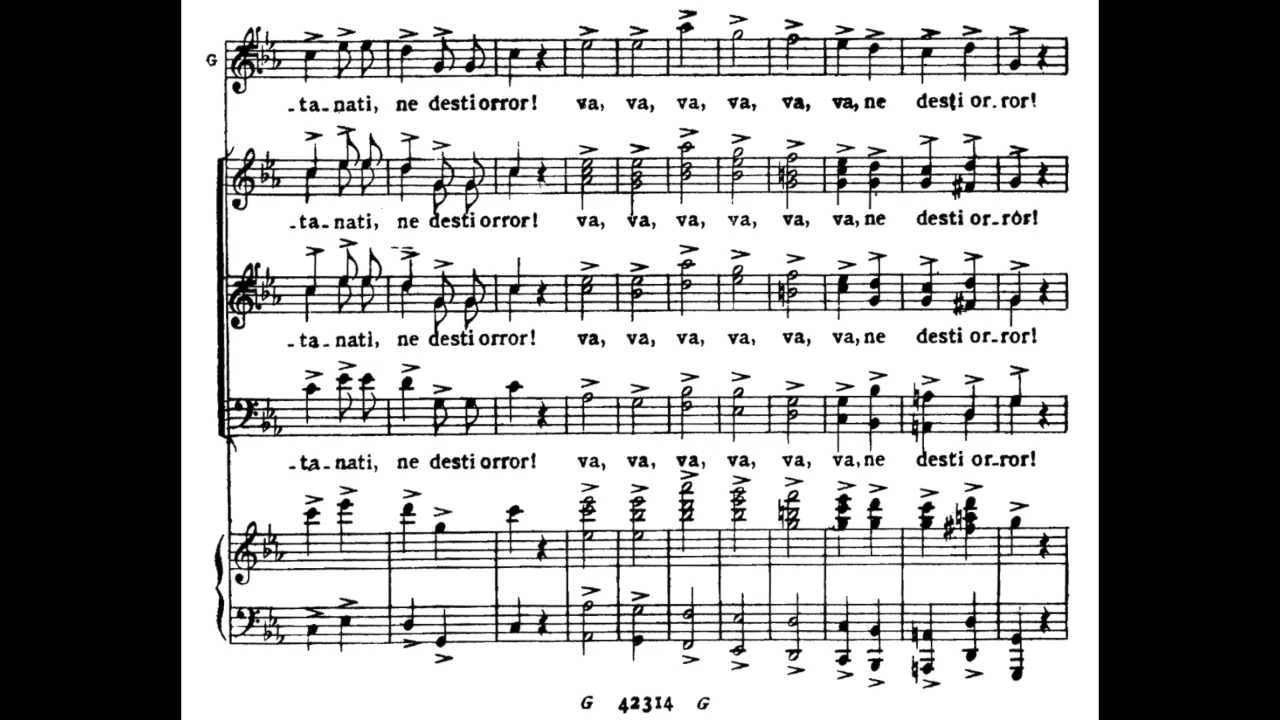 G
- ta - nati, ne desti orror! va, va, va, va, va, va, ne desti or - ror!
- ta - nati, ne desti orror! va, va, va, va, va, va, ne desti or - ror!
- ta - nati, ne desti orror! va, va, va, va, va, va, ne desti or - ror!
- ta - nati, ne desti orror! va, va, va, va, va, va, ne desti or - ror!
G 42314 G